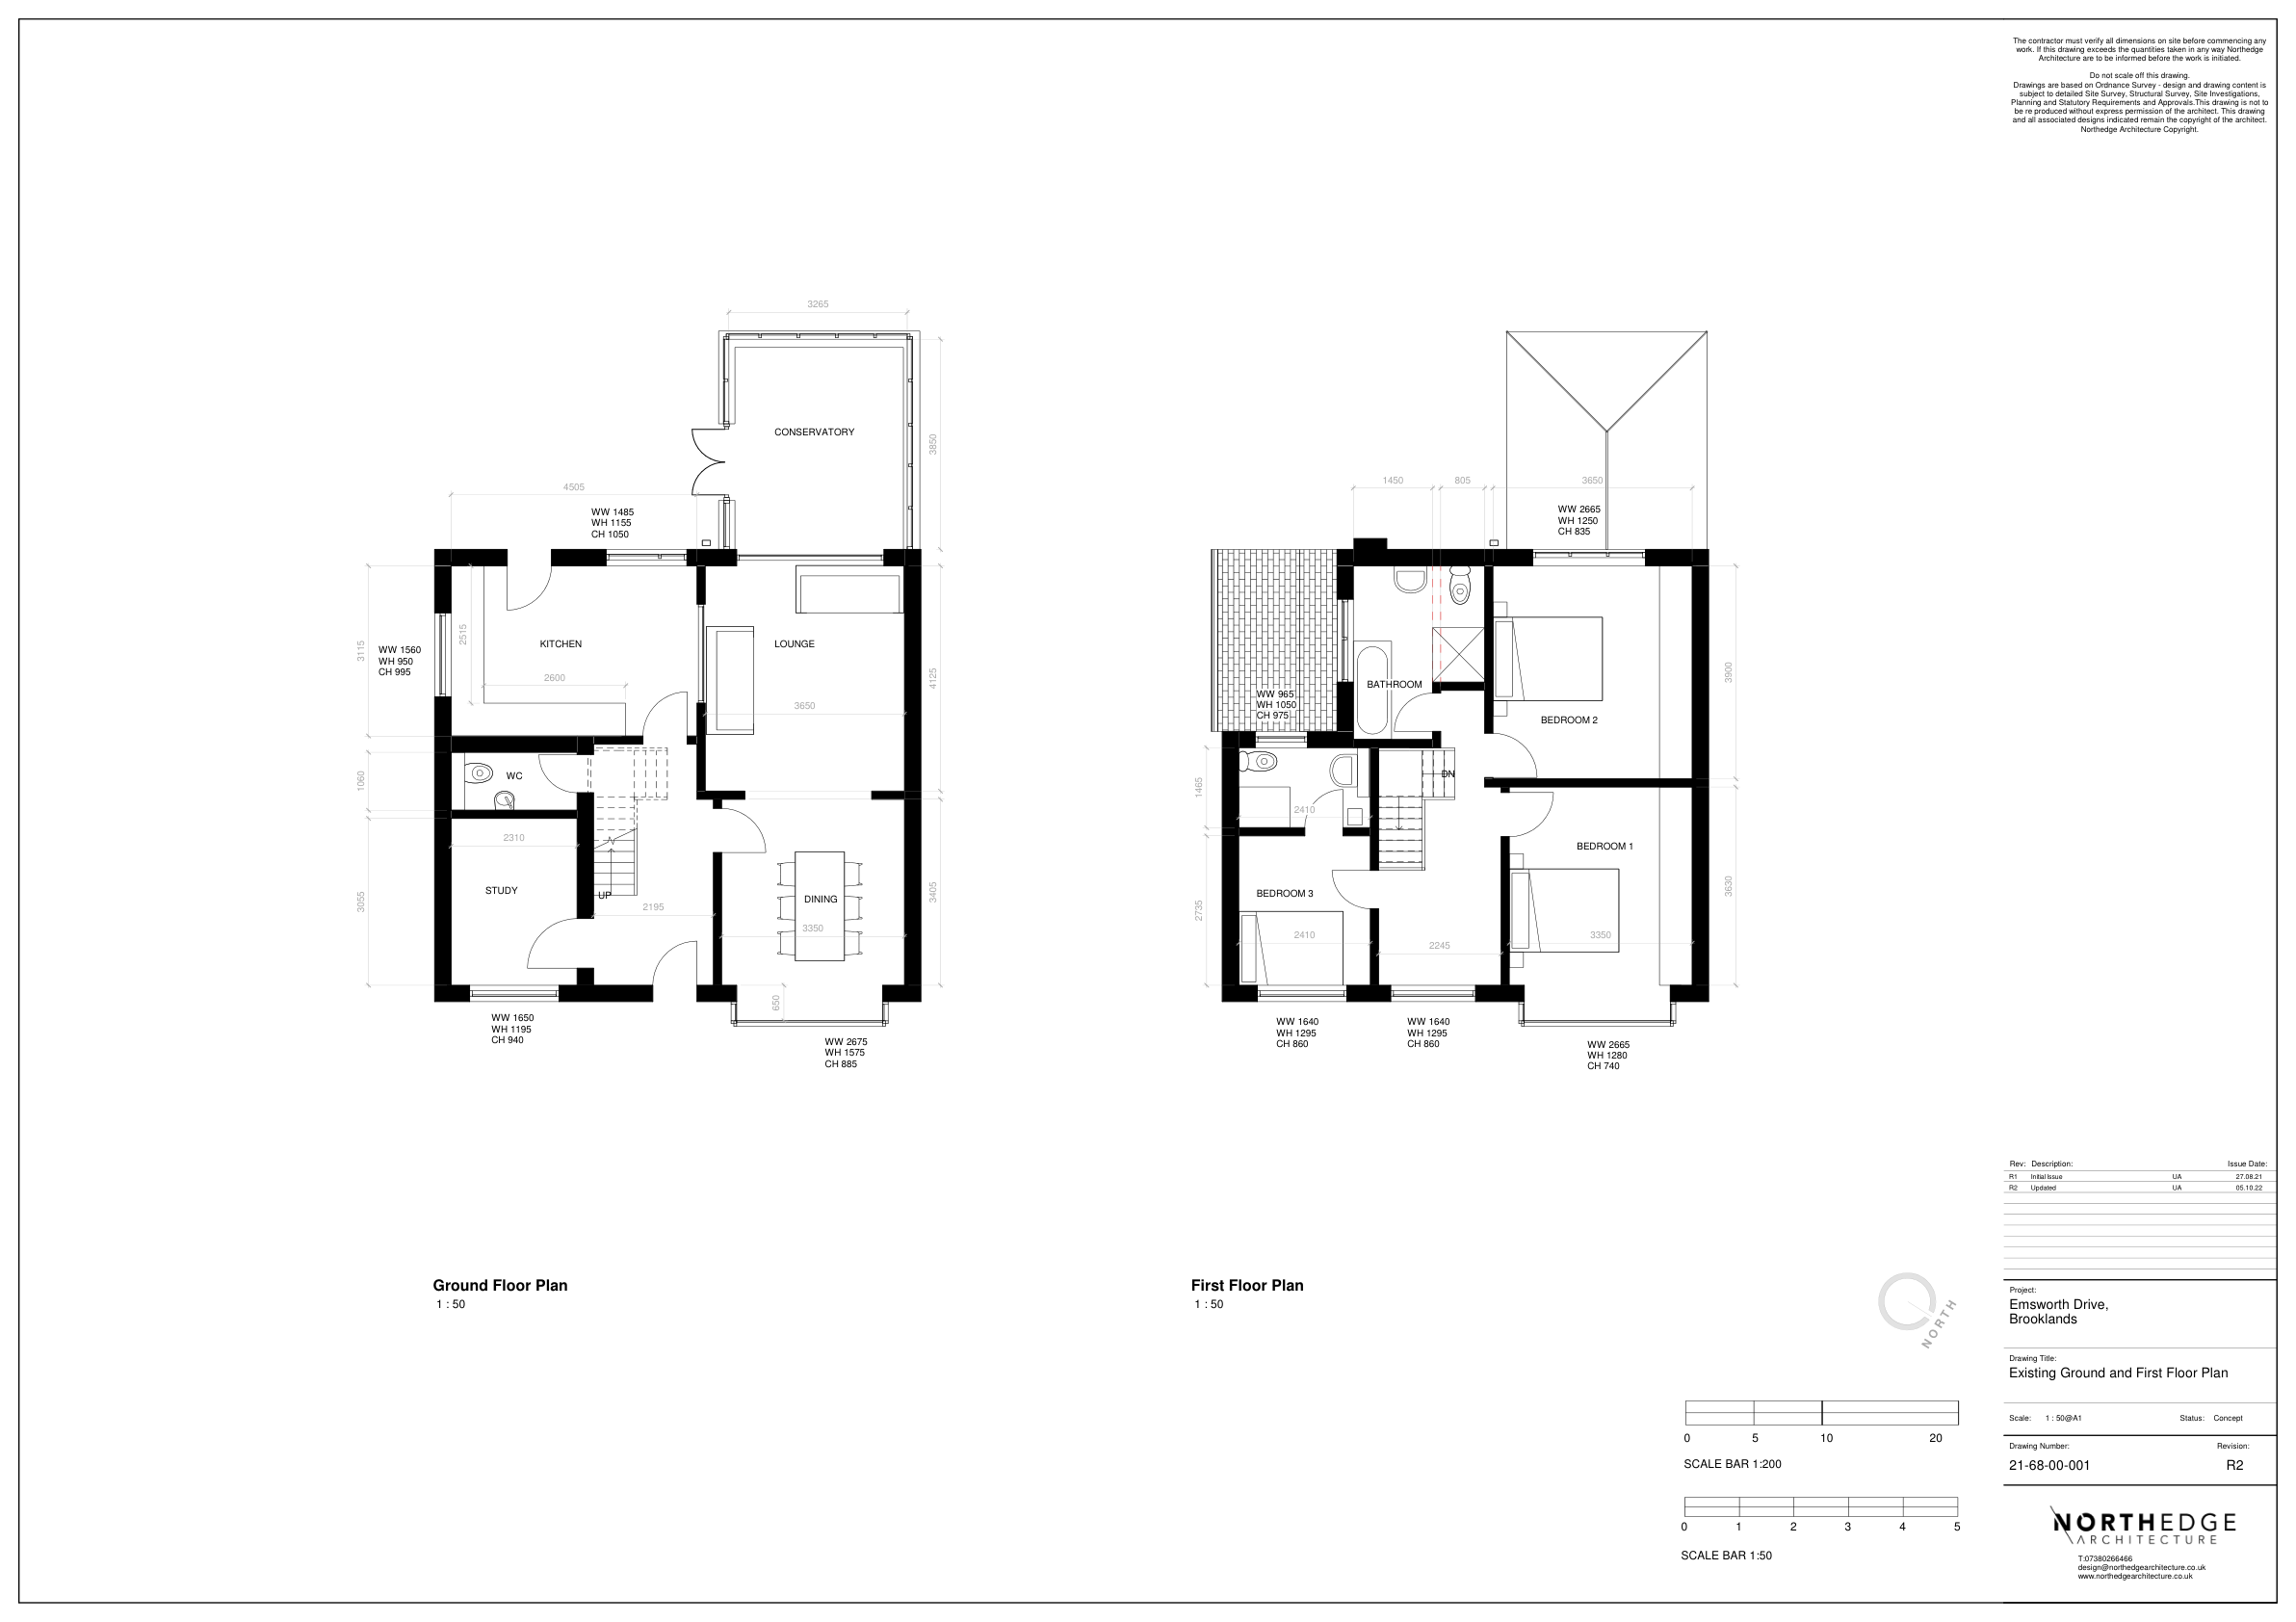 The contractor must verify all dimensions on site before commencing any
work. If this drawing exceeds the quantities taken in any way Northedge
Architecture are to be informed before the work is initiated.
Do not scale off this drawing.
Drawings are based on Ordnance Survey - design and drawing content is
subject to detailed Site Survey, Structural Survey, Site Investigations,
Planning and Statutory Requirements and Approvals.This drawing is not to
be re produced without express permission of the architect. This drawing
and all associated designs indicated remain the copyright of the architect.
Northedge Architecture Copyright.
3265
CONSERVATORY
3850
4505
WW 1485
WH 1155
CH 1050
3115
WW 1560
WH 950
CH 995
2515
KITCHEN
2600
LOUNGE
3650
4125
1060
WC
2310
STUDY
3055
UP
2195
DINING
3350
3405
650
WW 1650
WH 1195
CH 940
WW 2675
WH 1575
CH 885
Ground Floor Plan
1 : 50
1450
805
3650
WW 2665
WH 1250
CH 835
WW 965
WH 1050
CH 975
BATHROOM
BEDROOM 2
3900
DN
1465
2410
BEDROOM 1
BEDROOM 3
2735
2410
2245
3350
3630
WW 1640
WH 1295
CH 860
WW 1640
WH 1295
CH 860
WW 2665
WH 1280
CH 740
First Floor Plan
1 : 50
NORTH
0 5 10 20
SCALE BAR 1:200
0 1 2 3 4 5
SCALE BAR 1:50
Rev: Description: Issue Date:
R1 Initial Issue UA 27.08.21
R2 Updated UA 05.10.22
Project:
Emsworth Drive,
Brooklands
Drawing Title:
Existing Ground and First Floor Plan
Scale: 1 : 50@A1 Status: Concept
Drawing Number: Revision:
21-68-00-001 R2
NORTHEDGE
ARCHITECTURE
T:07380266466
design@northedgearchitecture.co.uk
www.northedgearchitecture.co.uk